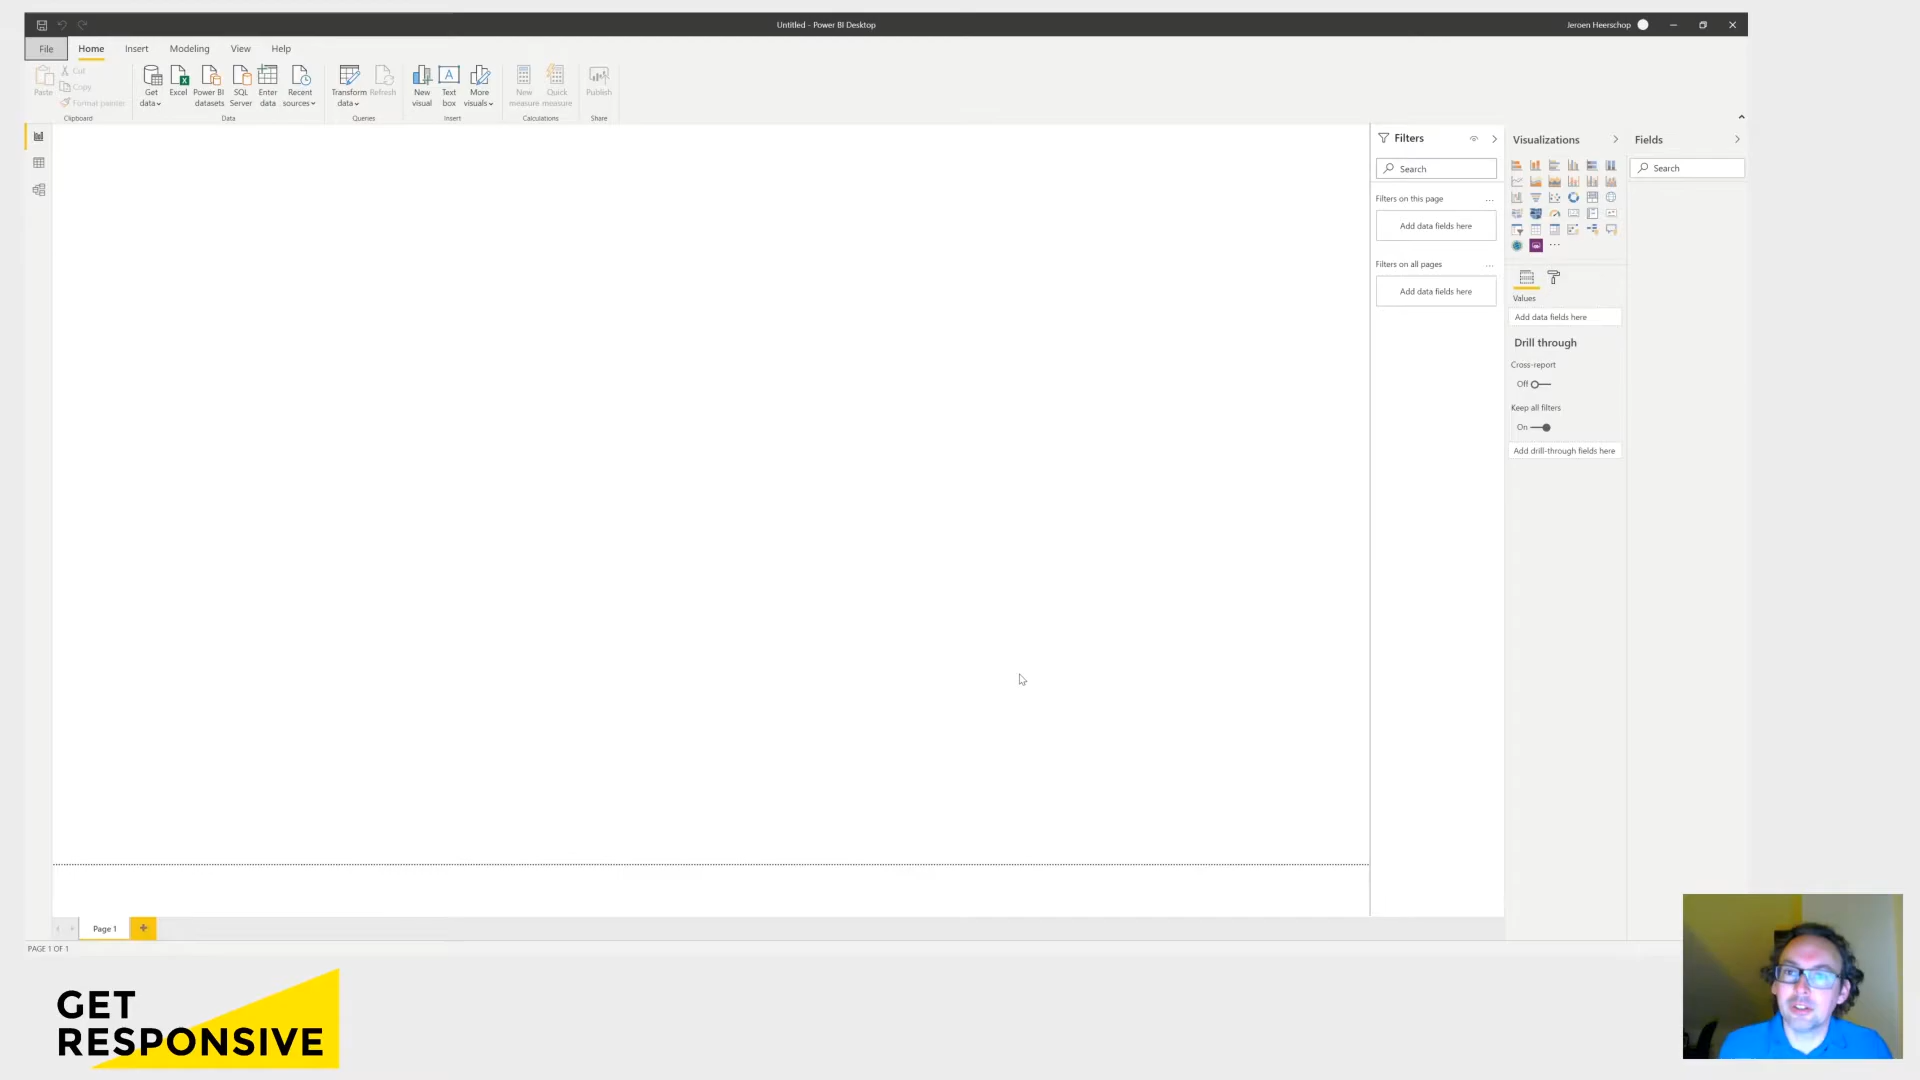 Untitled - Power BI Desktop
Jeroen Heerschop
File
Home
Insert
Modeling
View
Help
Paste
Cut
Copy
Format painter
Clipboard
Get data
Excel
Power BI datasets
SQL Server
Enter data
Recent sources
Data
Transform data
Refresh
Queries
New visual
A
Text box
More visuals
Insert
New measure
Quick measure
Calculations
Publish
Share
Filters
Search
Filters on this page
...
Add data fields here
Filters on all pages
...
Add data fields here
Visualizations
...
Values
Add data fields here
Drill through
Cross-report
Off
Keep all filters
On
Add drill-through fields here
Fields
Search
Page 1
+
PAGE 1 OF 1
GET
RESPONSIVE